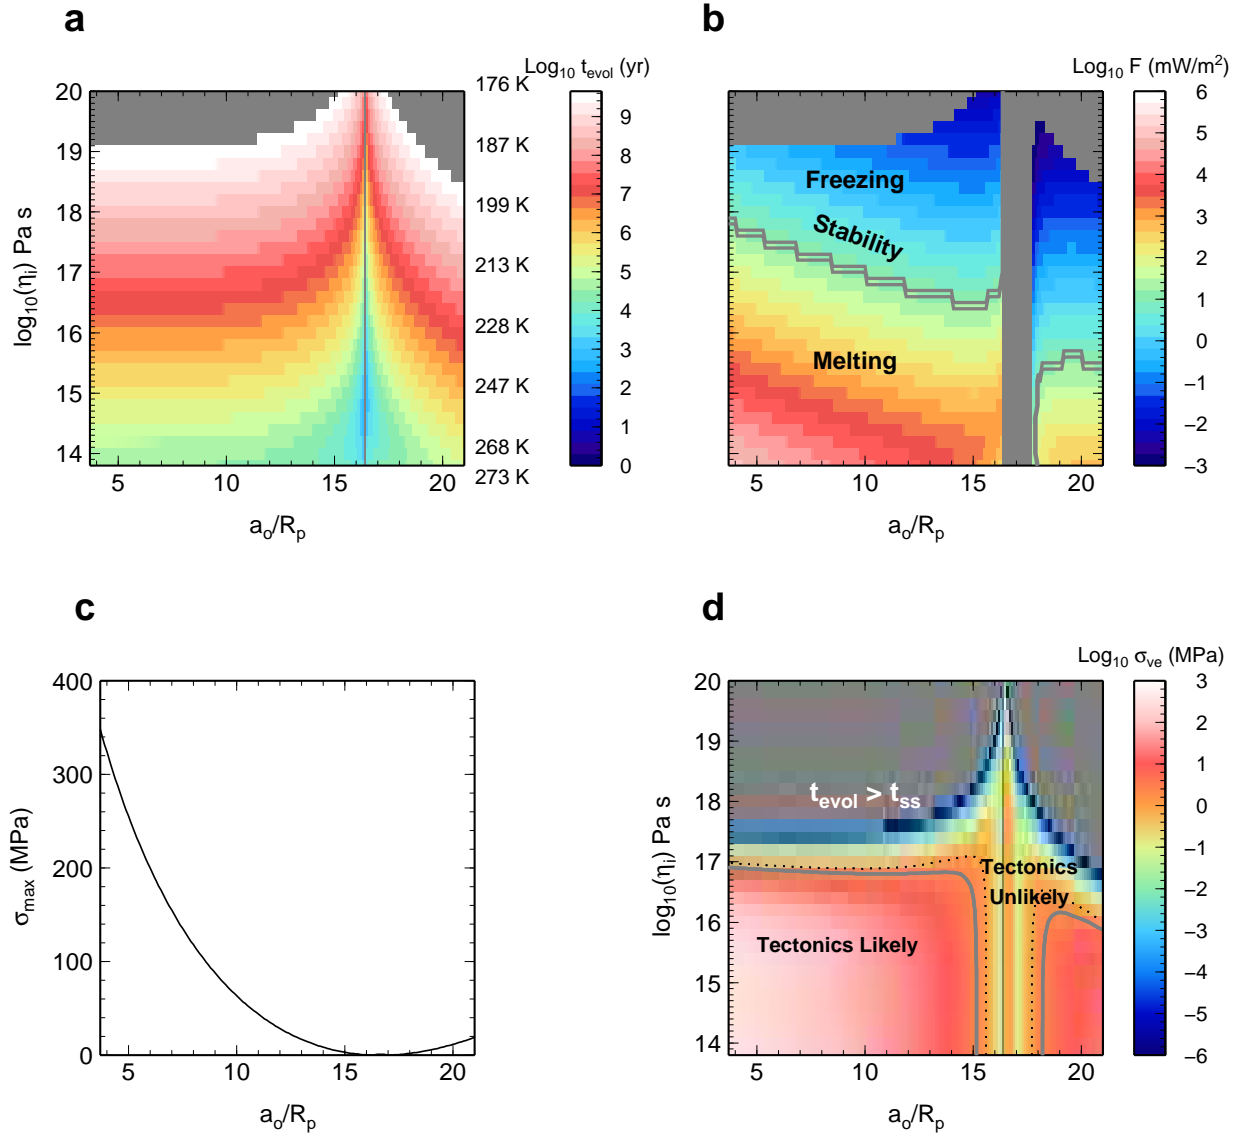 a
Log10 tevol (yr)
20
19
18
17
16
15
14
log10(ηi) Pa s
176 K
187 K
199 K
213 K
228 K
247 K
268 K
273 K
9
8
7
6
5
4
3
2
1
0
5 10 15 20
ao/Rp
b
Log10 F (mW/m2)
Freezing
Stability
Melting
6
5
4
3
2
1
0
−1
−2
−3
5 10 15 20
ao/Rp
c
400
300
200
100
0
σmax (MPa)
5 10 15 20
ao/Rp
d
Log10 σve (MPa)
20
19
18
17
16
15
14
log10(ηi) Pa s
tevol > tss
Tectonics
Unlikely
Tectonics Likely
3
2
1
0
−1
−2
−3
−4
−5
−6
5 10 15 20
ao/Rp